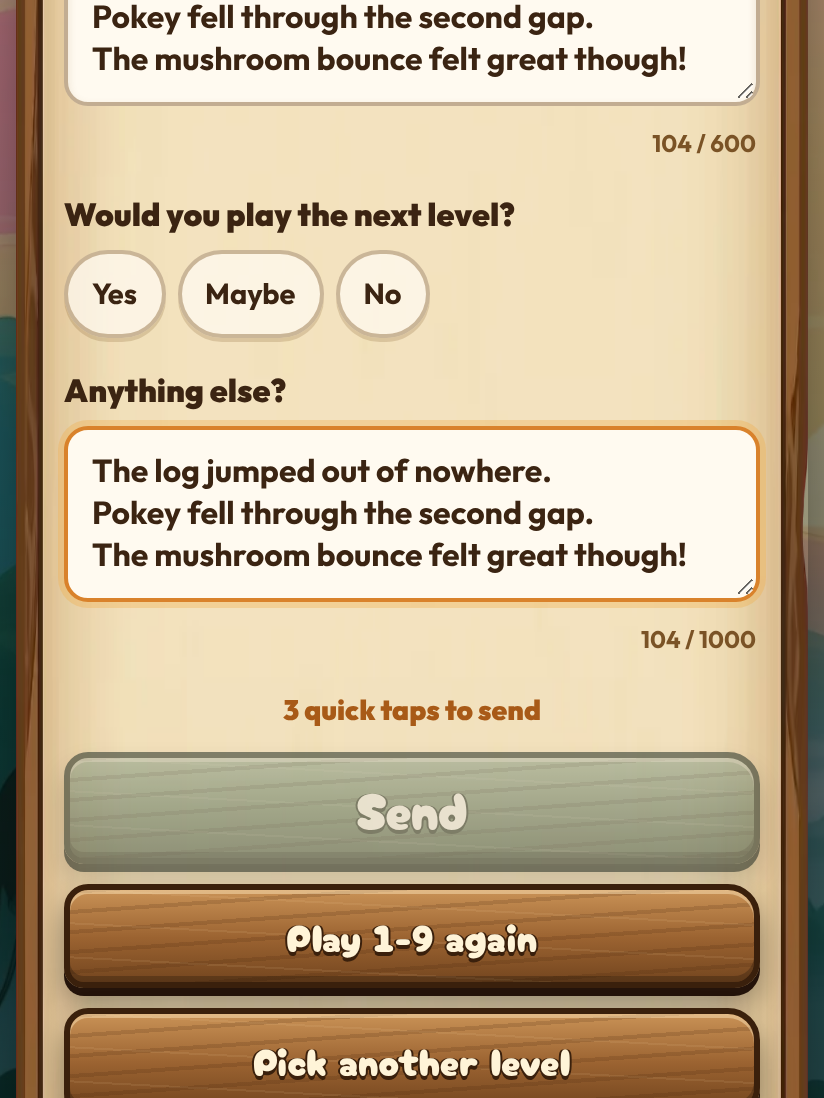 Pokey fell through the second gap.
The mushroom bounce felt great though!
104 / 600
Would you play the next level?
Yes
Maybe
No
Anything else?
The log jumped out of nowhere.
Pokey fell through the second gap.
The mushroom bounce felt great though!
104 / 1000
3 quick taps to send
Send
Play 1-9 again
Pick another level